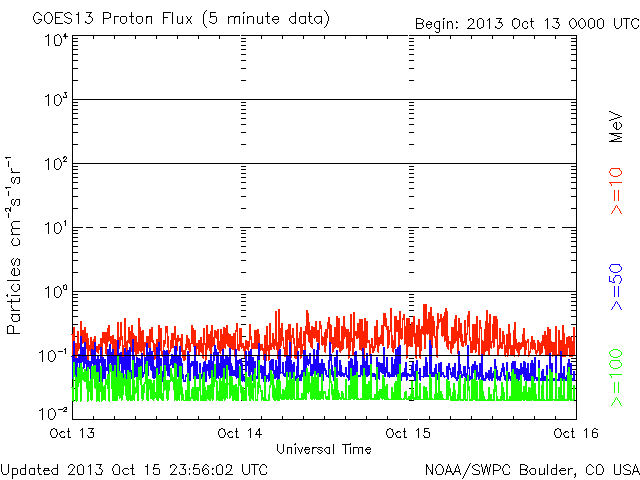 GOES13 Proton Flux (5 minute data)
Begin: 2013 Oct 13 0000 UTC
10⁴
10³
10²
10¹
10⁰
10⁻¹
10⁻²
Particles cm⁻²s⁻¹sr⁻¹
Oct 13
Oct 14
Oct 15
Oct 16
Universal Time
MeV
>=10
>=50
>=100
Updated 2013 Oct 15 23:56:02 UTC
NOAA/SWPC Boulder, CO USA